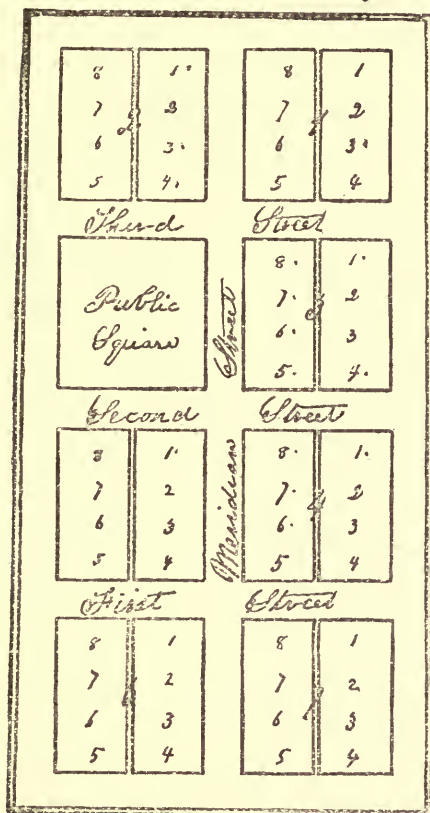 8 1. 8 1
7 2 7 2
6 3. 6 3.
5 4. 5 4
Third Street
Public
Square
8. 1.
7. 2
6. 3
5. 4.
Street
Second Street
8 1. 8. 1.
7 2 7. 2
6 3 6. 3
5 4 5 4
Meridian
First Street
8 1 8 1
7 2 7 2
6 3 6 3
5 4 5 4